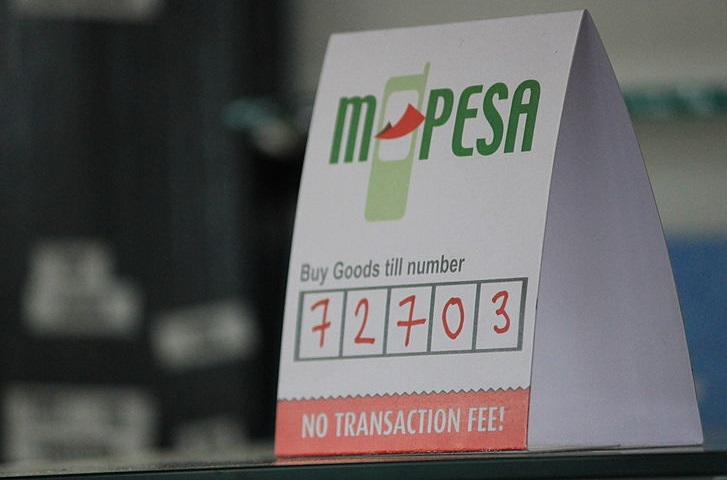 M-PESA
Buy Goods till number
72703
NO TRANSACTION FEE!